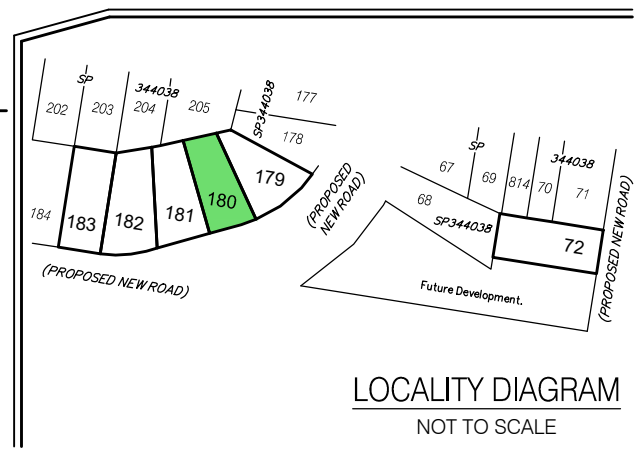 SP 344038
202 203 204 205
SP344038
177
178
184 183 182 181 180 179
(PROPOSED
NEW ROAD)
(PROPOSED NEW ROAD)
SP 344038
67 69 814 70 71
68
SP344038
72
(PROPOSED NEW ROAD)
Future Development.
LOCALITY DIAGRAM
NOT TO SCALE